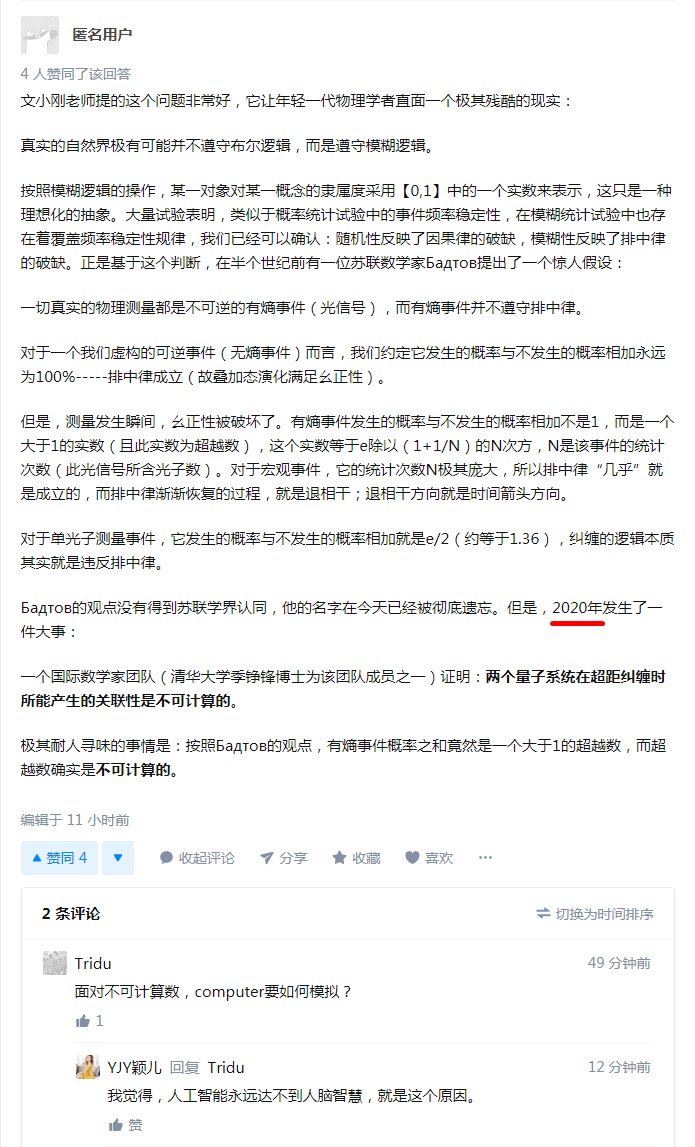 匿名用户
4 人赞同了该回答
文小刚老师提的这个问题非常好，它让年轻一代物理学者直面一个极其残酷的现实：
真实的自然界极有可能并不遵守布尔逻辑，而是遵守模糊逻辑。
按照模糊逻辑的操作，某一对象对某一概念的隶属度采用【0,1】中的一个实数来表示，这只是一种
理想化的抽象。大量试验表明，类似于概率统计试验中的事件频率稳定性，在模糊统计试验中也存
在着覆盖频率稳定性规律，我们已经可以确认：随机性反映了因果律的破缺，模糊性反映了排中律
的破缺。正是基于这个判断，在半个世纪前有一位苏联数学家Бадтов提出了一个惊人假设：
一切真实的物理测量都是不可逆的有熵事件（光信号），而有熵事件并不遵守排中律。
对于一个我们虚构的可逆事件（无熵事件）而言，我们约定它发生的概率与不发生的概率相加永远
为100%-----排中律成立（故叠加态演化满足幺正性）。
但是，测量发生瞬间，幺正性被破坏了。有熵事件发生的概率与不发生的概率相加不是1，而是一个
大于1的实数（且此实数为超越数），这个实数等于e除以（1+1/N）的N次方，N是该事件的统计
次数（此光信号所含光子数）。对于宏观事件，它的统计次数N极其庞大，所以排中律“几乎”就
是成立的，而排中律渐渐恢复的过程，就是退相干；退相干方向就是时间箭头方向。
对于单光子测量事件，它发生的概率与不发生的概率相加就是e/2（约等于1.36），纠缠的逻辑本质
其实就是违反排中律。
Бадтов的观点没有得到苏联学界认同，他的名字在今天已经被彻底遗忘。但是，2020年发生了一
件大事：
一个国际数学家团队（清华大学季铮锋博士为该团队成员之一）证明：两个量子系统在超距纠缠时
所能产生的关联性是不可计算的。
极其耐人寻味的事情是：按照Бадтов的观点，有熵事件概率之和竟然是一个大于1的超越数，而超
越数确实是不可计算的。
编辑于 11 小时前
赞同 4 收起评论 分享 收藏 喜欢 ···
2 条评论 切换为时间排序
Tridu 49 分钟前
面对不可计算数，computer要如何模拟？
1
YJY颖儿 回复 Tridu 12 分钟前
我觉得，人工智能永远达不到人脑智慧，就是这个原因。
赞